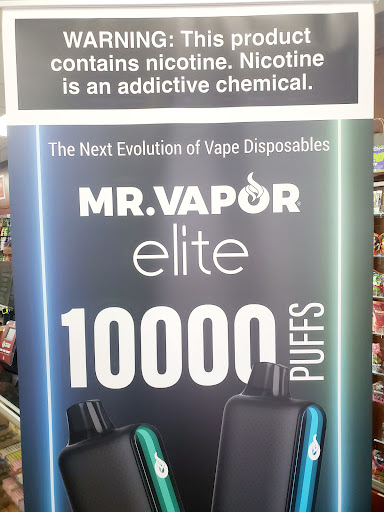 WARNING: This product
contains nicotine. Nicotine
is an addictive chemical.
The Next Evolution of Vape Disposables
MR.VAPOR
elite
10000
PUFFS